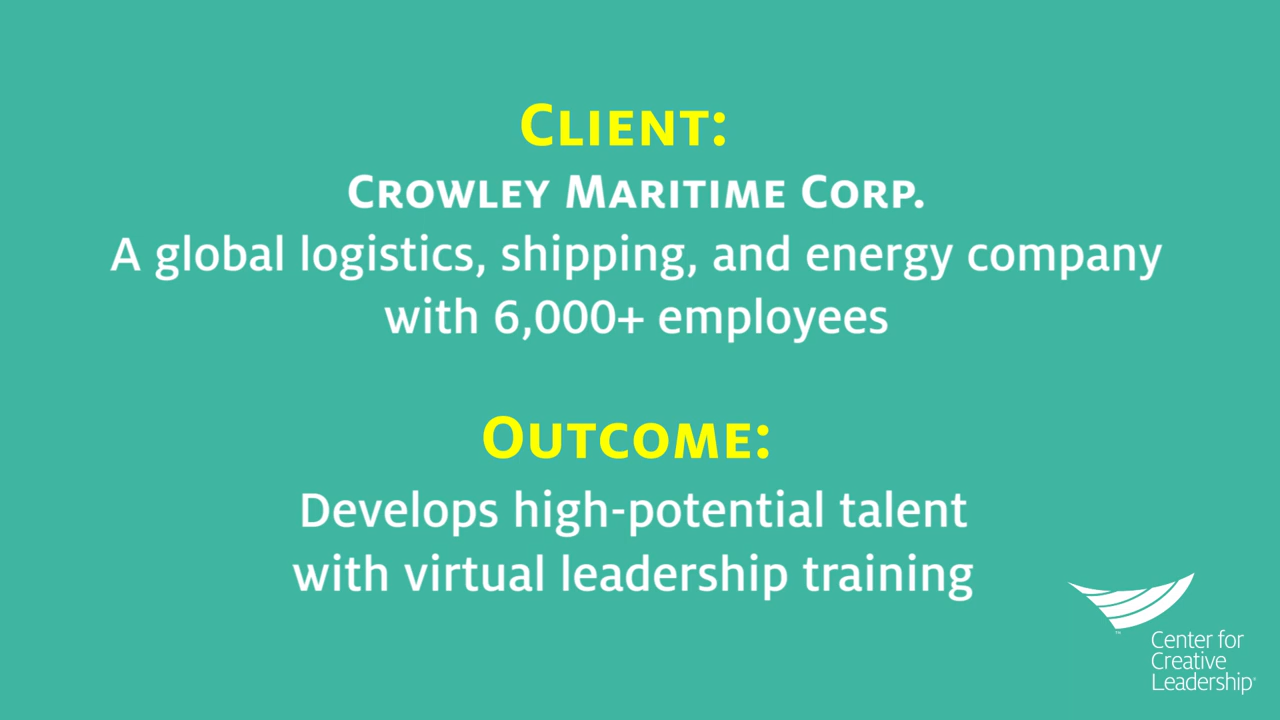 CLIENT:
CROWLEY MARITIME CORP.
A global logistics, shipping, and energy company
with 6,000+ employees
OUTCOME:
Develops high-potential talent
with virtual leadership training
™
Center for
Creative
Leadership®